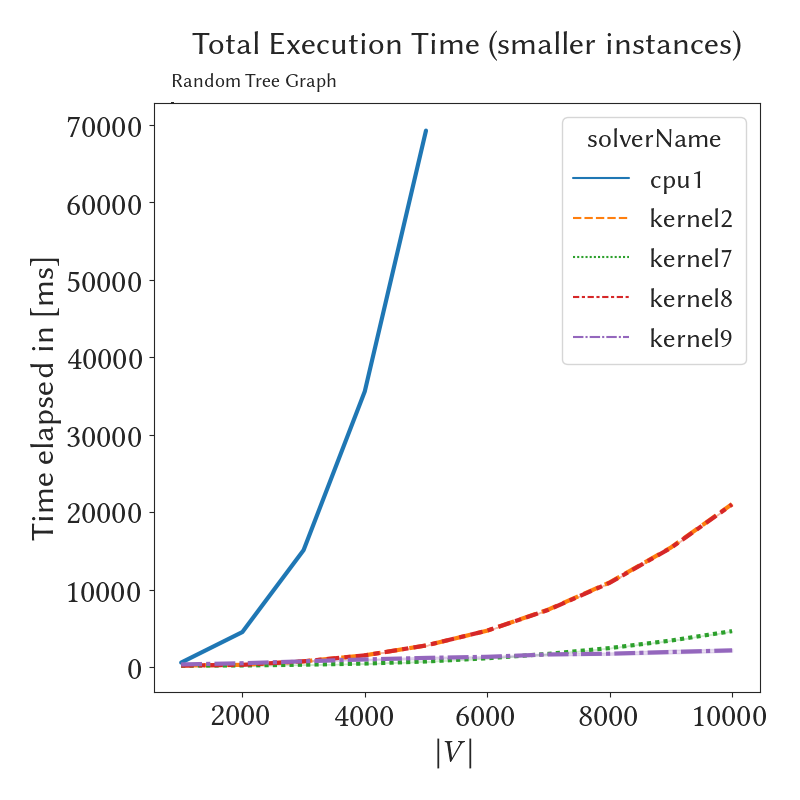 Total Execution Time (smaller instances)
Random Tree Graph
70000
60000
50000
40000
30000
20000
10000
0
Time elapsed in [ms]
solverName
cpu1
kernel2
kernel7
kernel8
kernel9
2000 4000 6000 8000 10000
|V|